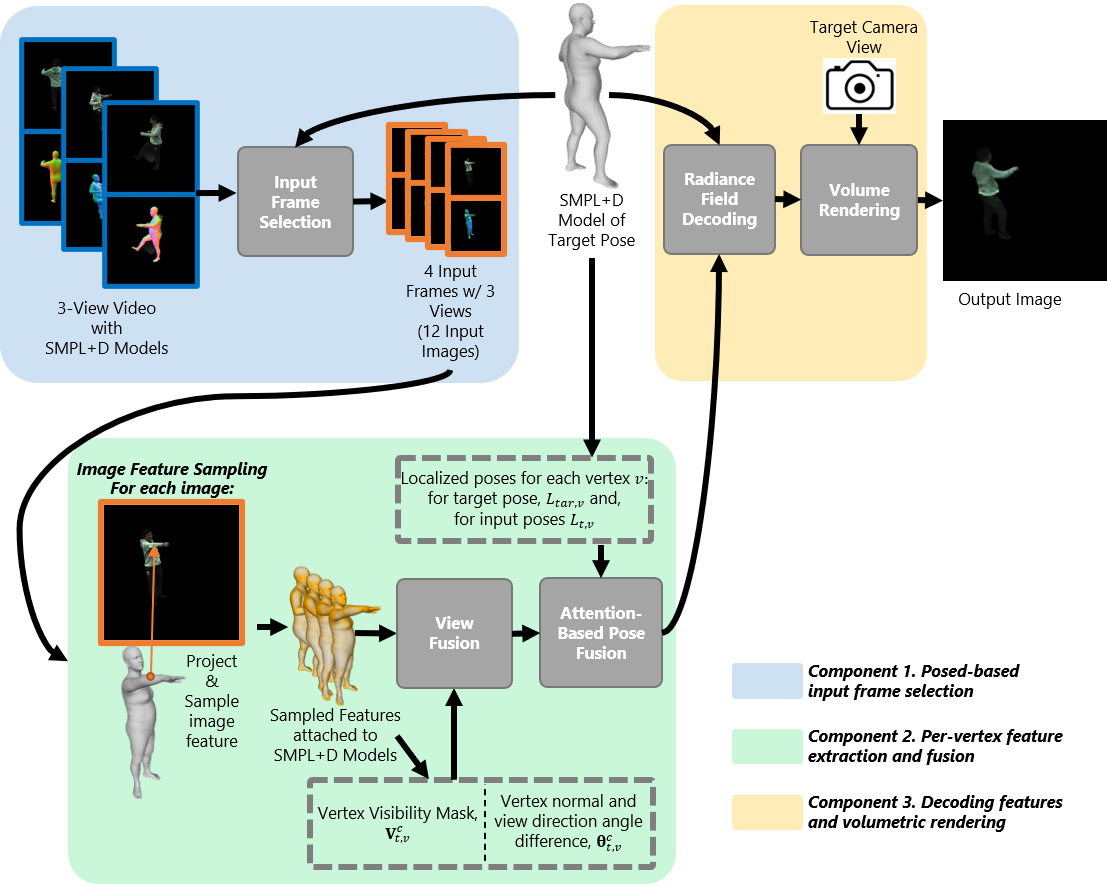 Target Camera
View
Input
Frame
Selection
Radiance
Field
Decoding
Volume
Rendering
SMPL+D
Model of
Target Pose
3-View Video
with
SMPL+D Models
4 Input
Frames w/ 3
Views
(12 Input
Images)
Output Image
Image Feature Sampling
For each image:
Localized poses for each vertex v:
for target pose, L_{tar,v} and,
for input poses L_{t,v}
View
Fusion
Attention-
Based Pose
Fusion
Project
&
Sample
image
feature
Sampled Features
attached to
SMPL+D Models
Vertex Visibility Mask,
V^c_{t,v}
Vertex normal and
view direction angle
difference, θ^c_{t,v}
Component 1. Posed-based
input frame selection
Component 2. Per-vertex feature
extraction and fusion
Component 3. Decoding features
and volumetric rendering